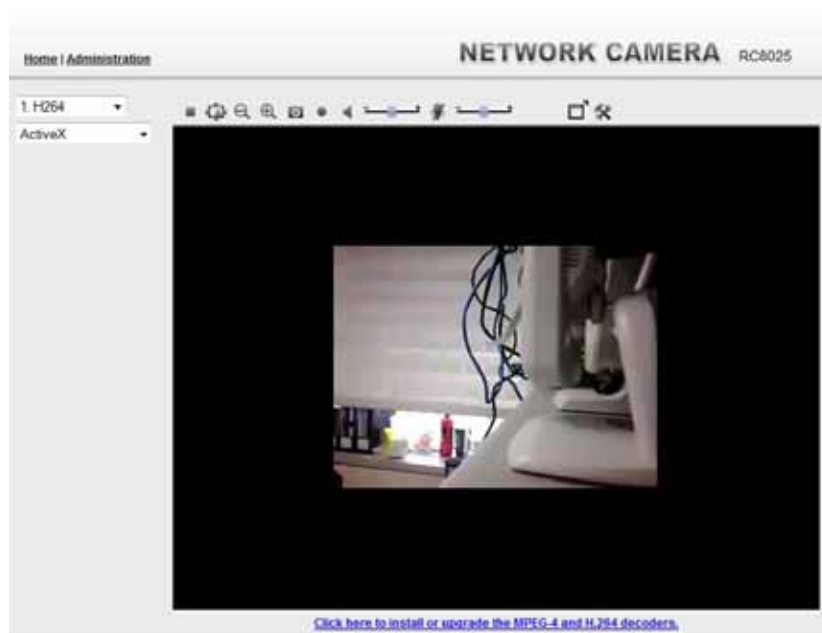 Home | Administration
NETWORK CAMERA RC8025
1. H264
ActiveX
Click here to install or upgrade the MPEG-4 and H.264 decoders.